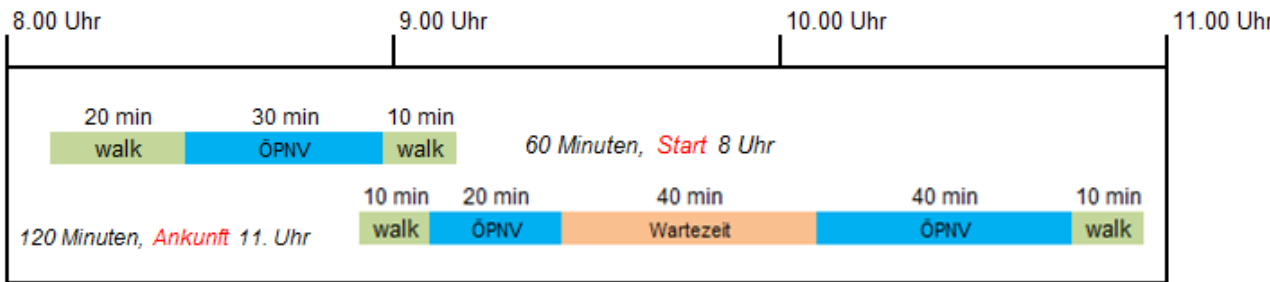 8.00 Uhr 9.00 Uhr 10.00 Uhr 11.00 Uhr
20 min 30 min 10 min
walk ÖPNV walk 60 Minuten, Start 8 Uhr
10 min 20 min 40 min 40 min 10 min
120 Minuten, Ankunft 11. Uhr walk ÖPNV Wartezeit ÖPNV walk